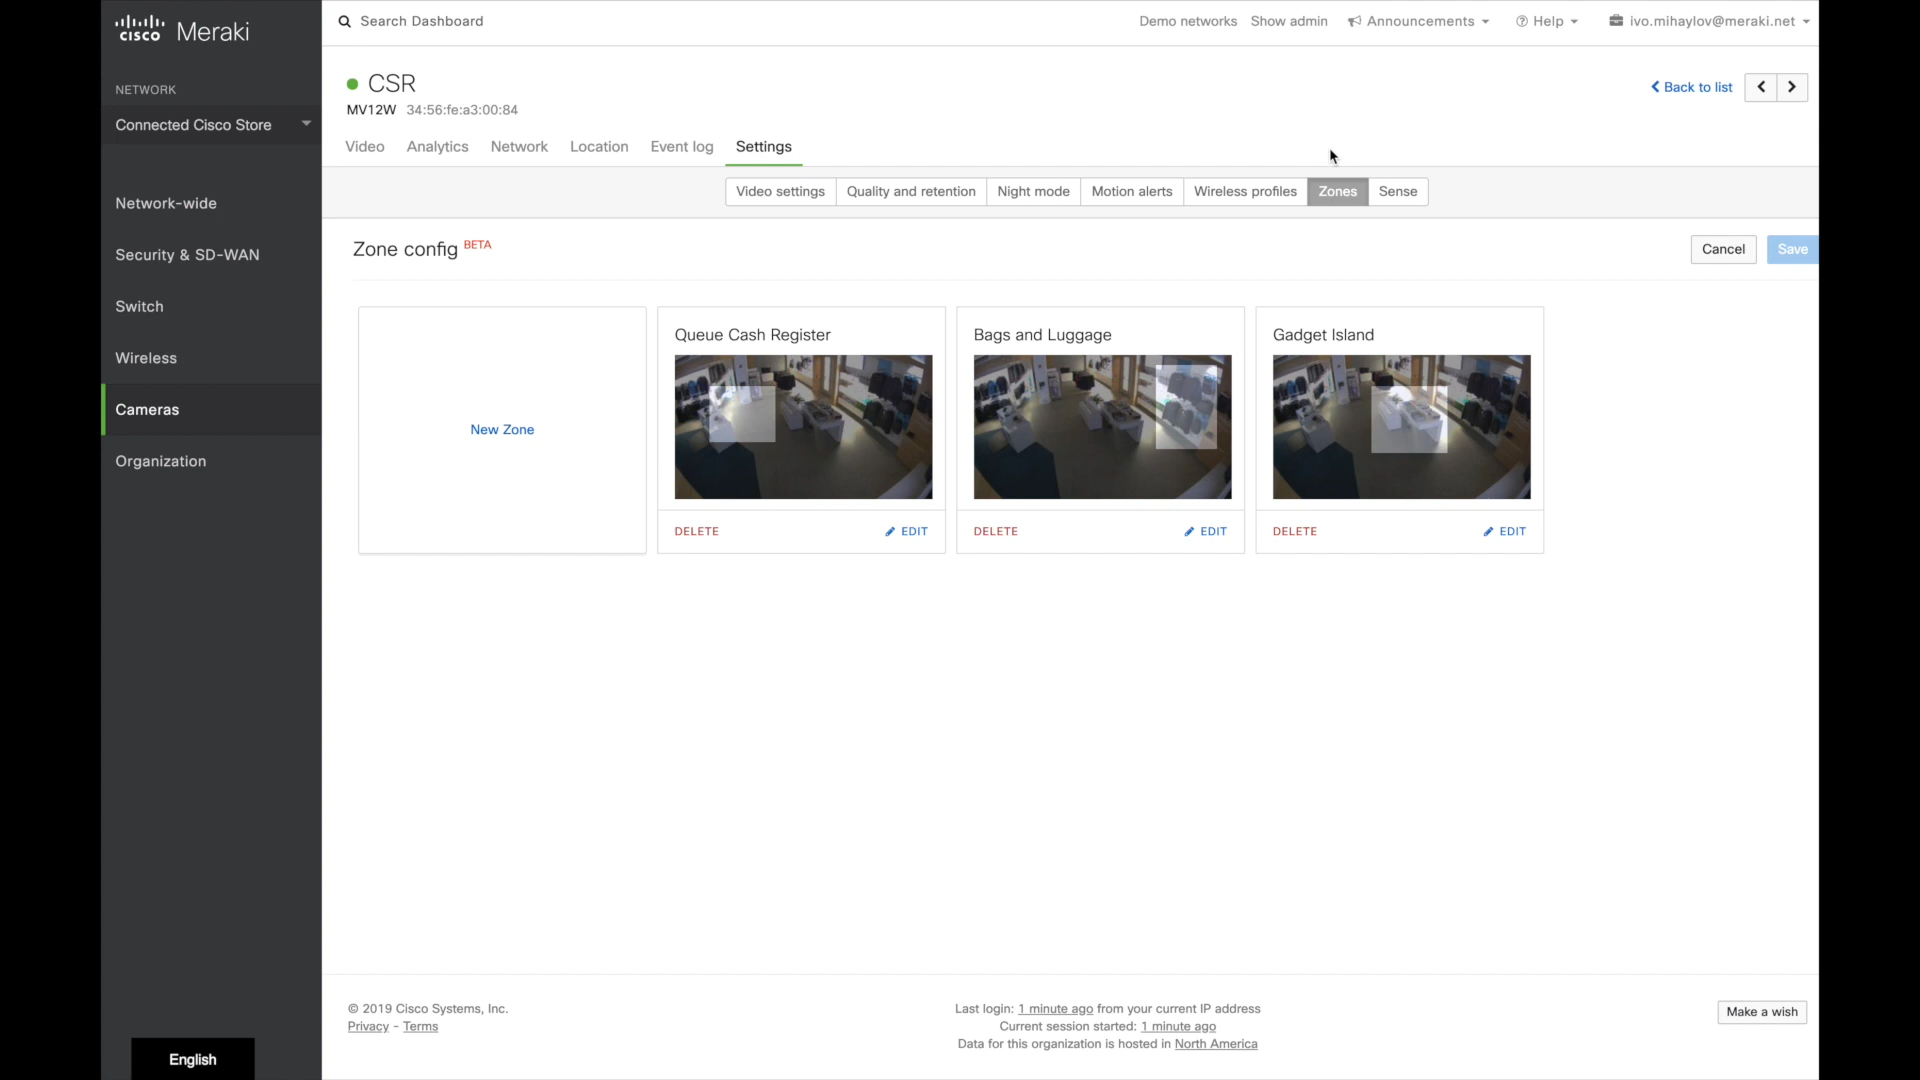 CISCO Meraki
Search Dashboard
Demo networks
Show admin
Announcements
Help
ivo.mihaylov@meraki.net
NETWORK
Connected Cisco Store
Network-wide
Security & SD-WAN
Switch
Wireless
Cameras
Organization
CSR
MV12W 34:56:fe:a3:00:84
Back to list
Video
Analytics
Network
Location
Event log
Settings
Video settings
Quality and retention
Night mode
Motion alerts
Wireless profiles
Zones
Sense
Zone config BETA
Cancel
Save
New Zone
Queue Cash Register
DELETE
EDIT
Bags and Luggage
DELETE
EDIT
Gadget Island
DELETE
EDIT
© 2019 Cisco Systems, Inc.
Privacy - Terms
Last login: 1 minute ago from your current IP address
Current session started: 1 minute ago
Data for this organization is hosted in North America
Make a wish
English